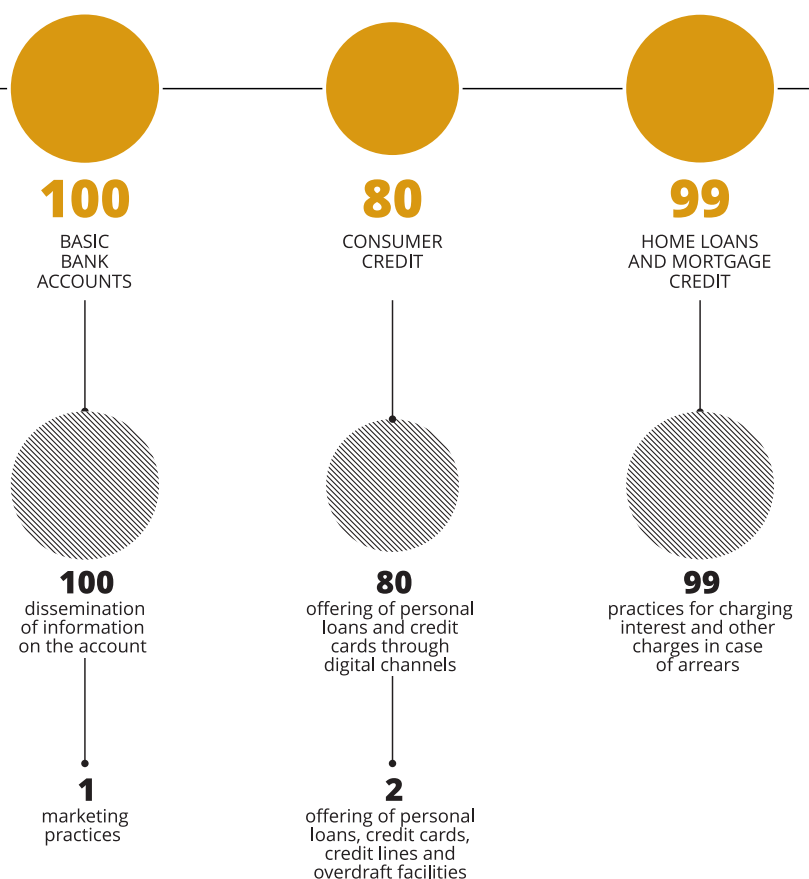 100
BASIC
BANK
ACCOUNTS
80
CONSUMER
CREDIT
99
HOME LOANS
AND MORTGAGE
CREDIT
100
dissemination
of information
on the account
80
offering of personal
loans and credit
cards through
digital channels
99
practices for charging
interest and other
charges in case
of arrears
1
marketing
practices
2
offering of personal
loans, credit cards,
credit lines and
overdraft facilities